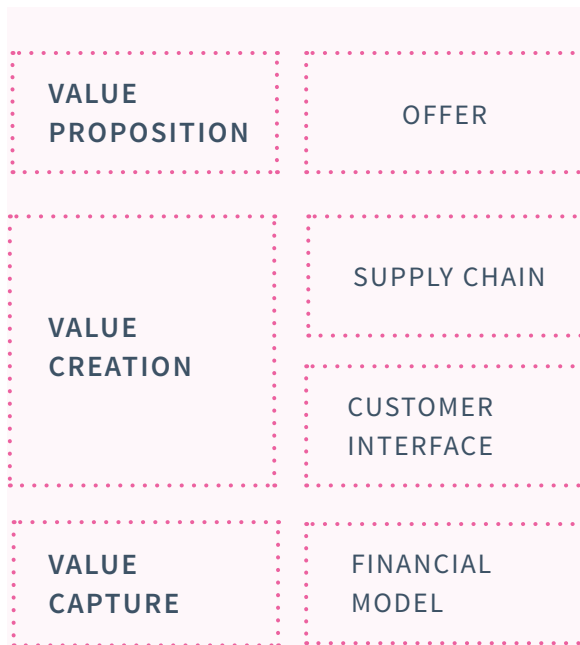 VALUE
PROPOSITION
OFFER
VALUE
CREATION
SUPPLY CHAIN
CUSTOMER
INTERFACE
VALUE
CAPTURE
FINANCIAL
MODEL